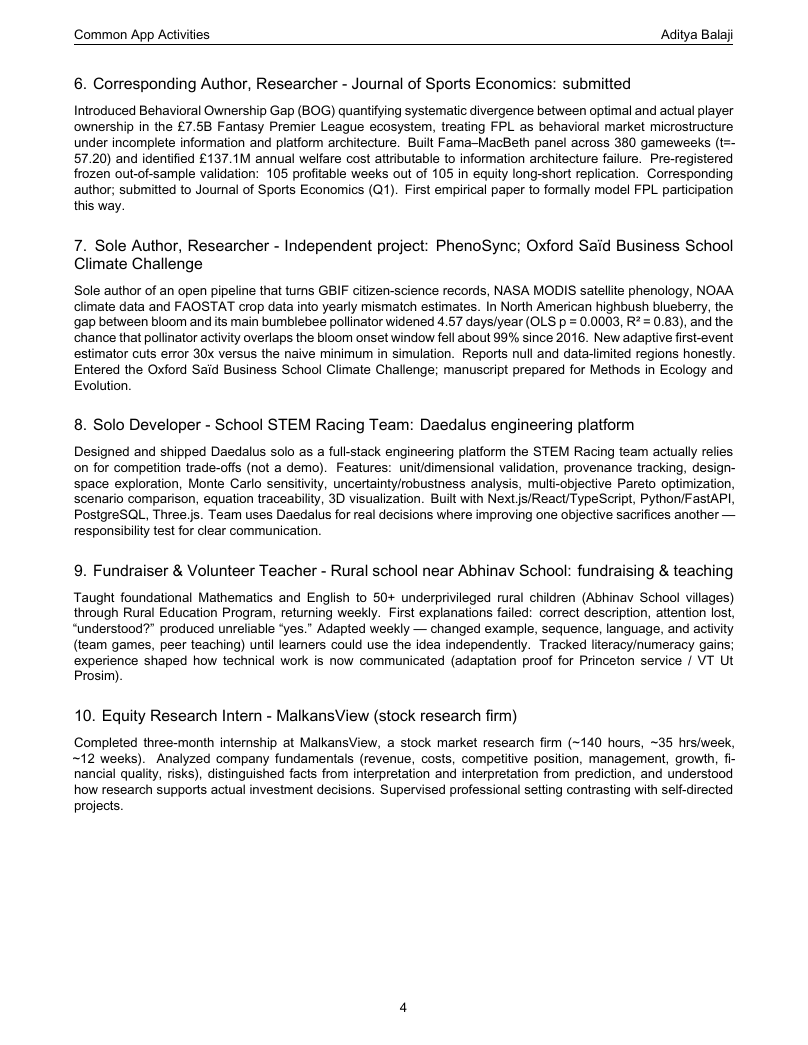 Common App Activities
Aditya Balaji
6. Corresponding Author, Researcher - Journal of Sports Economics: submitted
Introduced Behavioral Ownership Gap (BOG) quantifying systematic divergence between optimal and actual player
ownership in the £7.5B Fantasy Premier League ecosystem, treating FPL as behavioral market microstructure
under incomplete information and platform architecture. Built Fama–MacBeth panel across 380 gameweeks (t=-
57.20) and identified £137.1M annual welfare cost attributable to information architecture failure. Pre-registered
frozen out-of-sample validation: 105 profitable weeks out of 105 in equity long-short replication. Corresponding
author; submitted to Journal of Sports Economics (Q1). First empirical paper to formally model FPL participation
this way.
7. Sole Author, Researcher - Independent project: PhenoSync; Oxford Saïd Business School
Climate Challenge
Sole author of an open pipeline that turns GBIF citizen-science records, NASA MODIS satellite phenology, NOAA
climate data and FAOSTAT crop data into yearly mismatch estimates. In North American highbush blueberry, the
gap between bloom and its main bumblebee pollinator widened 4.57 days/year (OLS p = 0.0003, R² = 0.83), and the
chance that pollinator activity overlaps the bloom onset window fell about 99% since 2016. New adaptive first-event
estimator cuts error 30x versus the naive minimum in simulation. Reports null and data-limited regions honestly.
Entered the Oxford Saïd Business School Climate Challenge; manuscript prepared for Methods in Ecology and
Evolution.
8. Solo Developer - School STEM Racing Team: Daedalus engineering platform
Designed and shipped Daedalus solo as a full-stack engineering platform the STEM Racing team actually relies
on for competition trade-offs (not a demo). Features: unit/dimensional validation, provenance tracking, design-
space exploration, Monte Carlo sensitivity, uncertainty/robustness analysis, multi-objective Pareto optimization,
scenario comparison, equation traceability, 3D visualization. Built with Next.js/React/TypeScript, Python/FastAPI,
PostgreSQL, Three.js. Team uses Daedalus for real decisions where improving one objective sacrifices another —
responsibility test for clear communication.
9. Fundraiser & Volunteer Teacher - Rural school near Abhinav School: fundraising & teaching
Taught foundational Mathematics and English to 50+ underprivileged rural children (Abhinav School villages)
through Rural Education Program, returning weekly. First explanations failed: correct description, attention lost,
“understood?” produced unreliable “yes.” Adapted weekly — changed example, sequence, language, and activity
(team games, peer teaching) until learners could use the idea independently. Tracked literacy/numeracy gains;
experience shaped how technical work is now communicated (adaptation proof for Princeton service / VT Ut
Prosim).
10. Equity Research Intern - MalkansView (stock research firm)
Completed three-month internship at MalkansView, a stock market research firm (~140 hours, ~35 hrs/week,
~12 weeks). Analyzed company fundamentals (revenue, costs, competitive position, management, growth, fi-
nancial quality, risks), distinguished facts from interpretation and interpretation from prediction, and understood
how research supports actual investment decisions. Supervised professional setting contrasting with self-directed
projects.
4